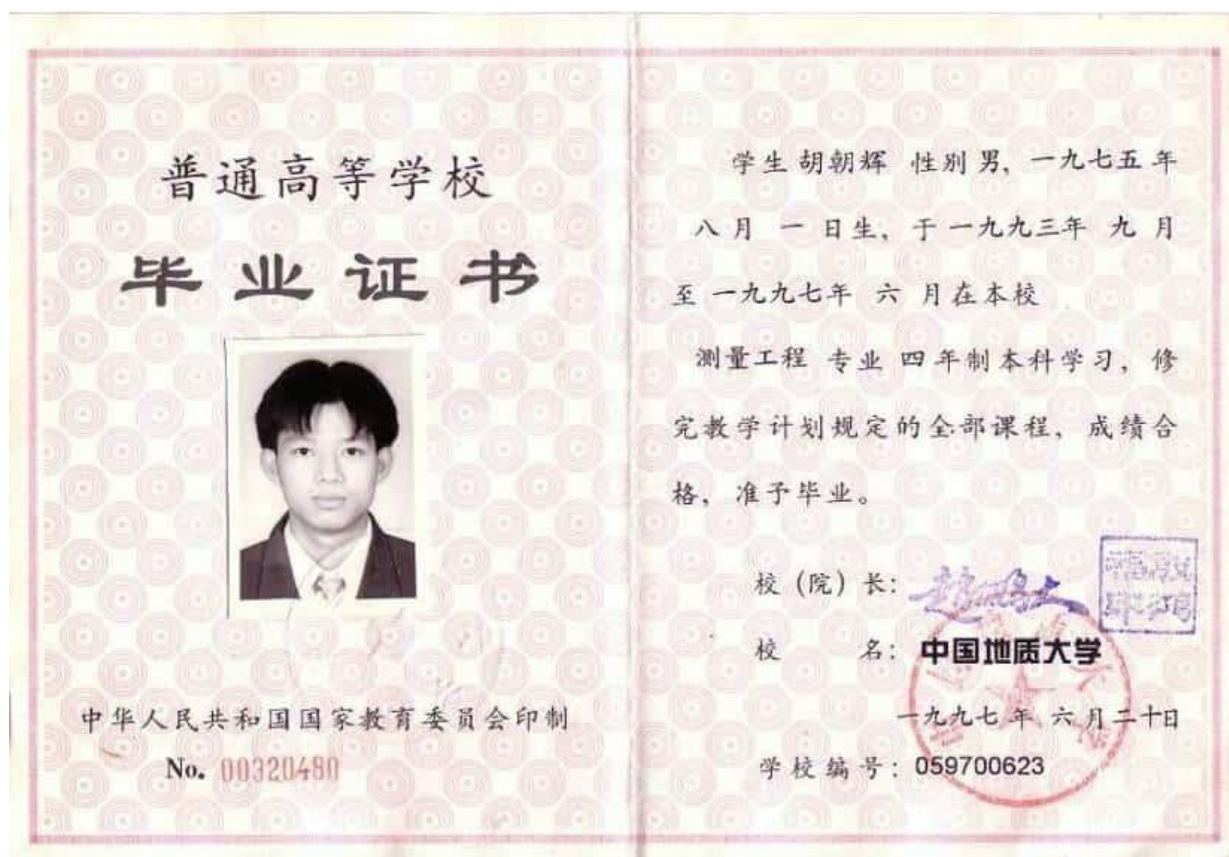 普通高等学校
毕业证书
中华人民共和国国家教育委员会印制
No. 00320480
学生 胡朝辉 性别 男, 一九七五年
八月 一 日生, 于 一九九三年 九 月
至 一九九七年 六 月在本校
测量工程 专业 四年制本科学习, 修
完教学计划规定的全部课程, 成绩合
格, 准予毕业。
校 (院) 长: 赵鹏大
校 名: 中国地质大学
一九九七 年 六 月二十日
学校编号: 059700623